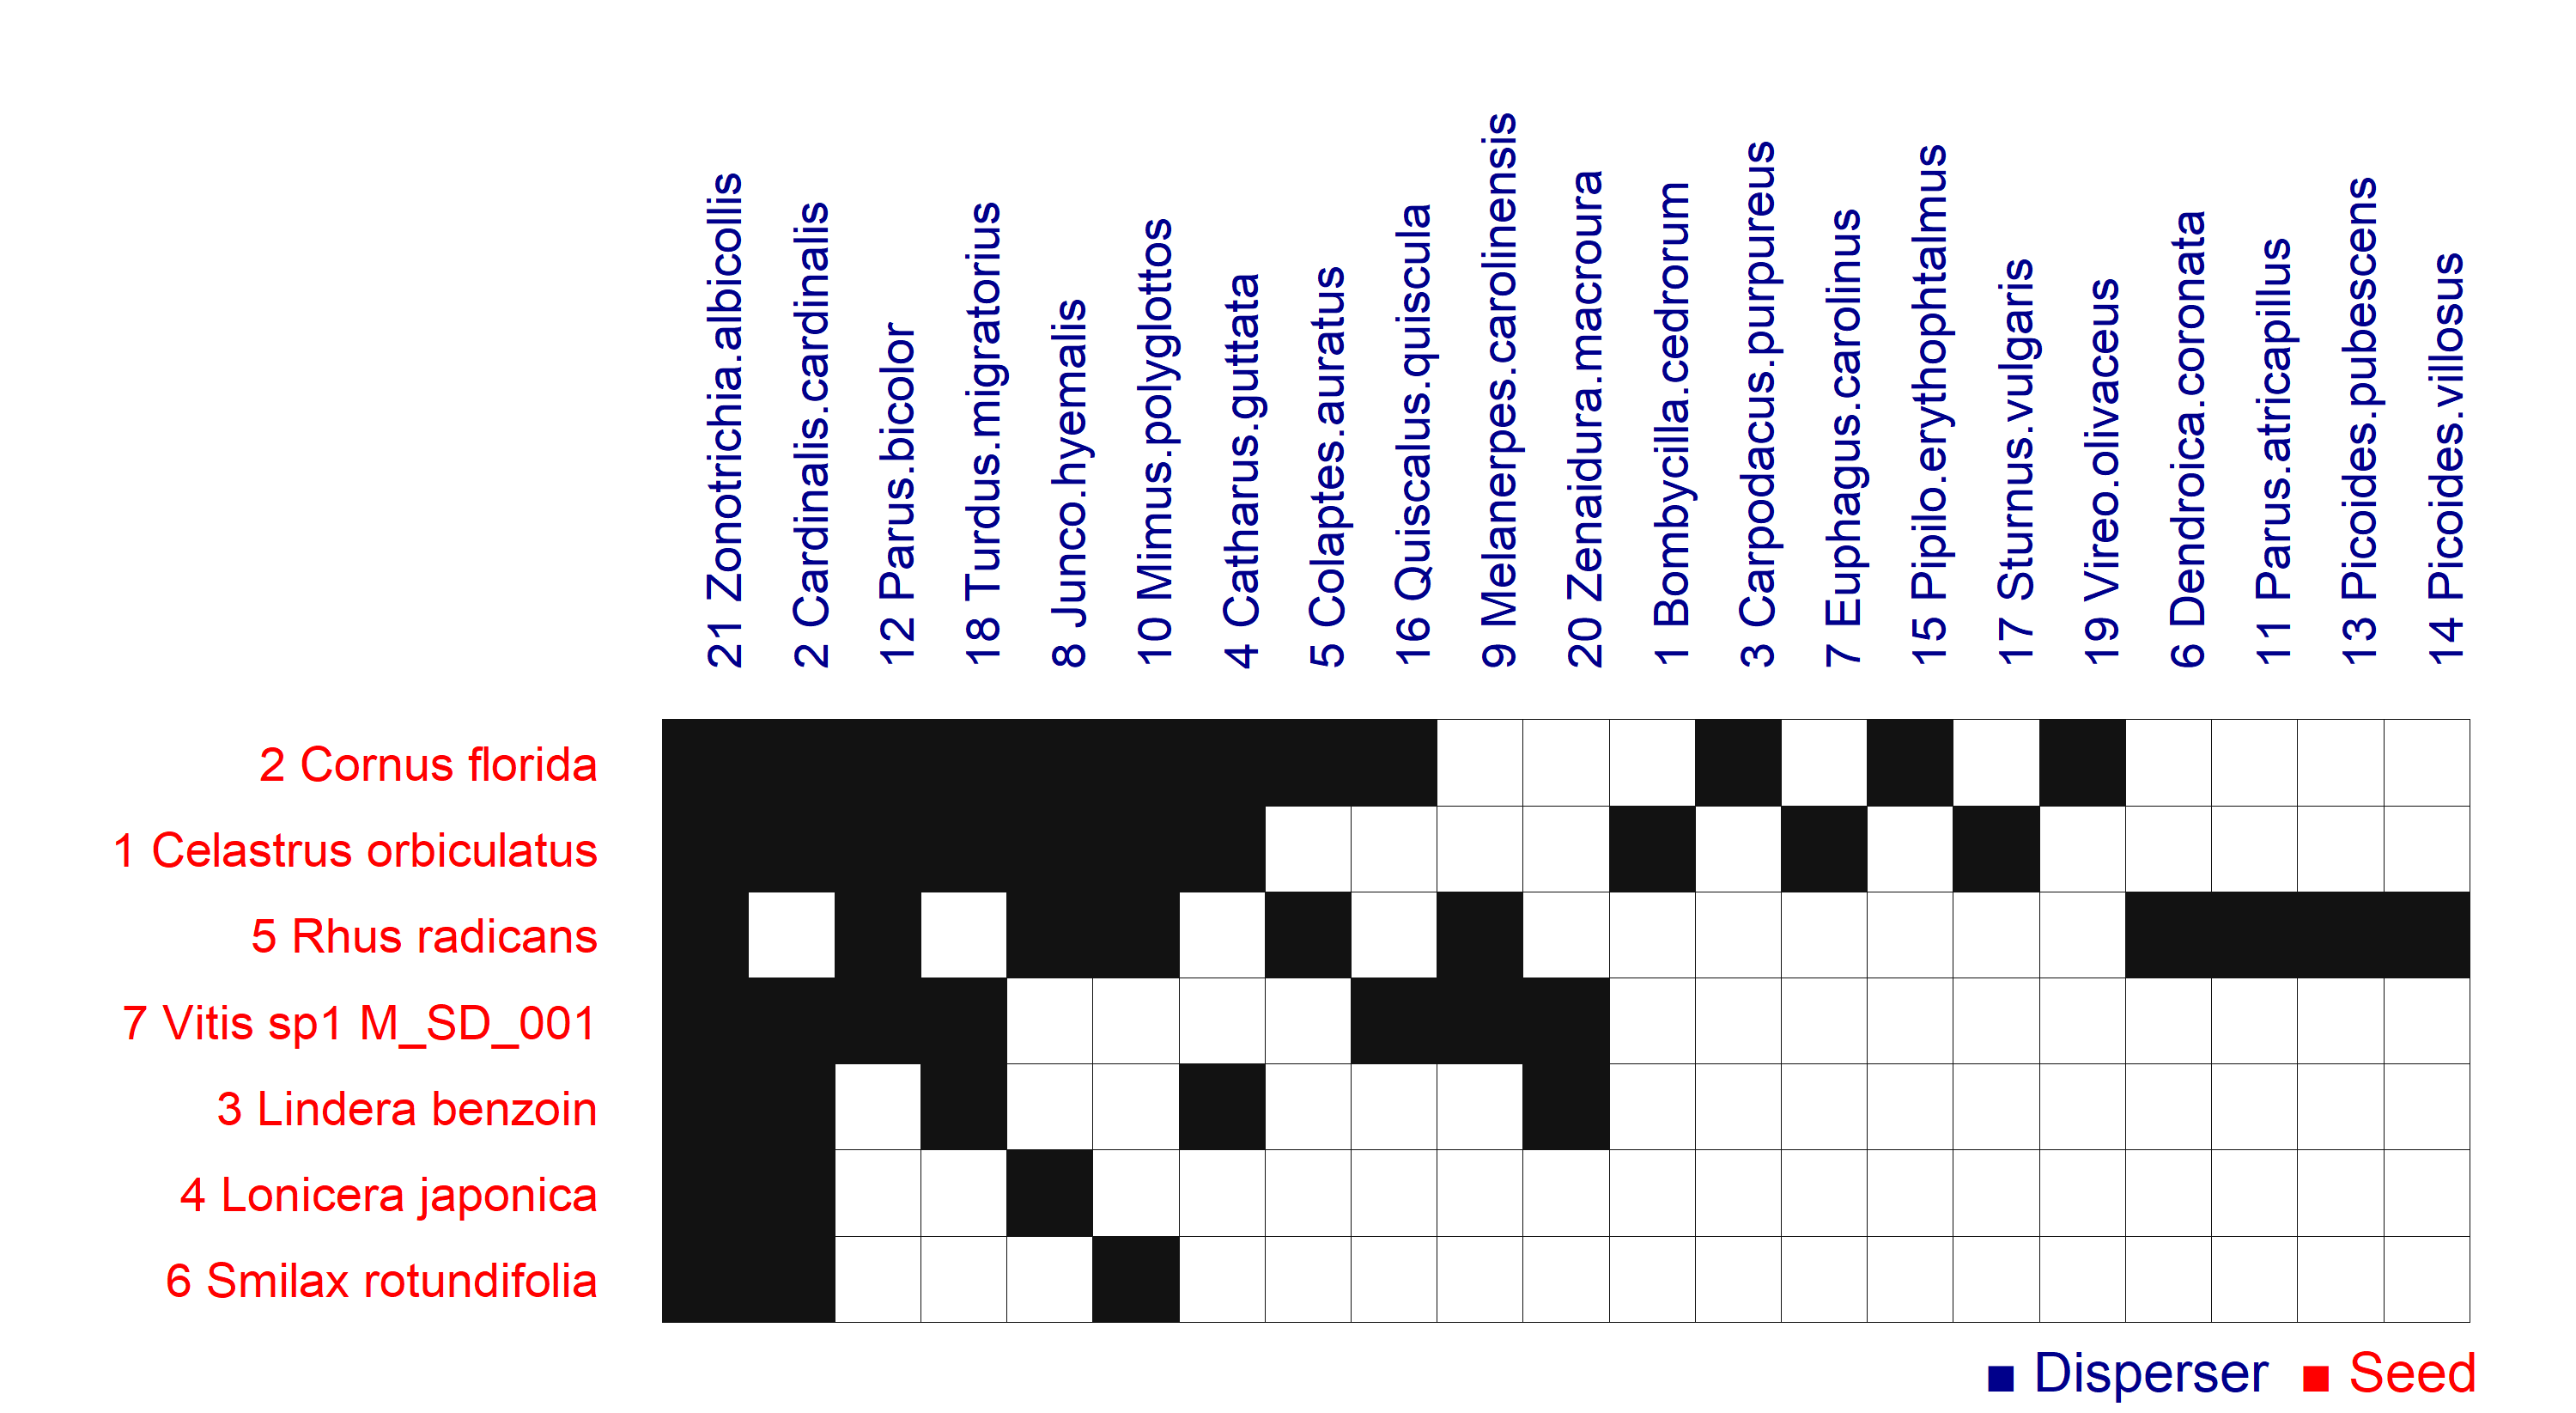 21 Zonotrichia.albicollis
2 Cardinalis.cardinalis
12 Parus.bicolor
18 Turdus.migratorius
8 Junco.hyemalis
10 Mimus.polyglottos
4 Catharus.guttata
5 Colaptes.auratus
16 Quiscalus.quiscula
9 Melanerpes.carolinensis
20 Zenaidura.macroura
1 Bombycilla.cedrorum
3 Carpodacus.purpureus
7 Euphagus.carolinus
15 Pipilo.erythophtalmus
17 Sturnus.vulgaris
19 Vireo.olivaceus
6 Dendroica.coronata
11 Parus.atricapillus
13 Picoides.pubescens
14 Picoides.villosus
2 Cornus florida
1 Celastrus orbiculatus
5 Rhus radicans
7 Vitis sp1 M_SD_001
3 Lindera benzoin
4 Lonicera japonica
6 Smilax rotundifolia
Disperser Seed